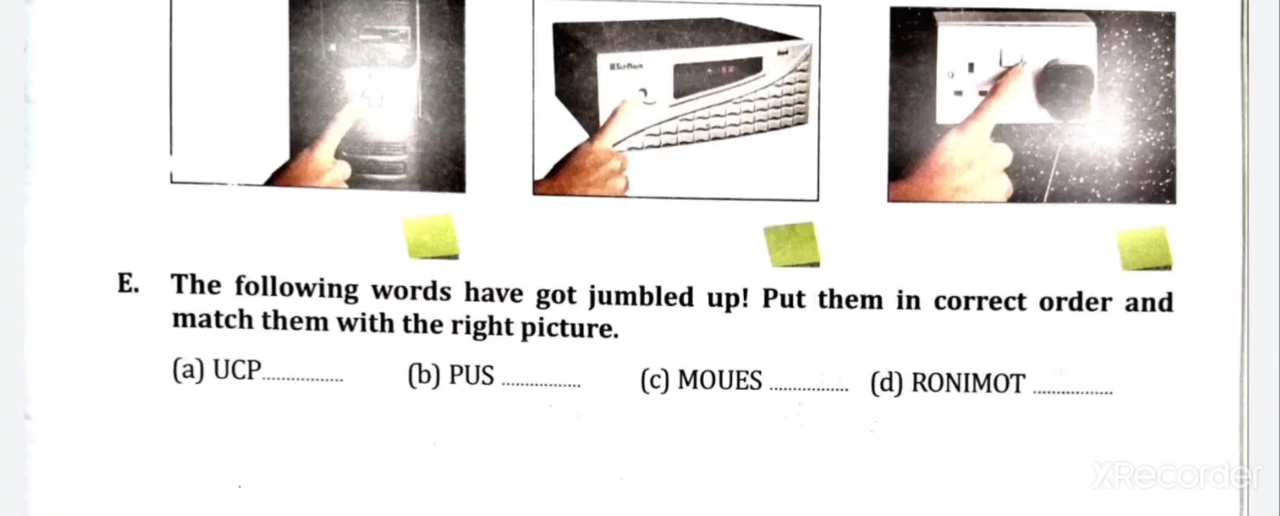 E. The following words have got jumbled up! Put them in correct order and
match them with the right picture.
(a) UCP................ (b) PUS ................ (c) MOUES ................ (d) RONIMOT ................
XRecorder